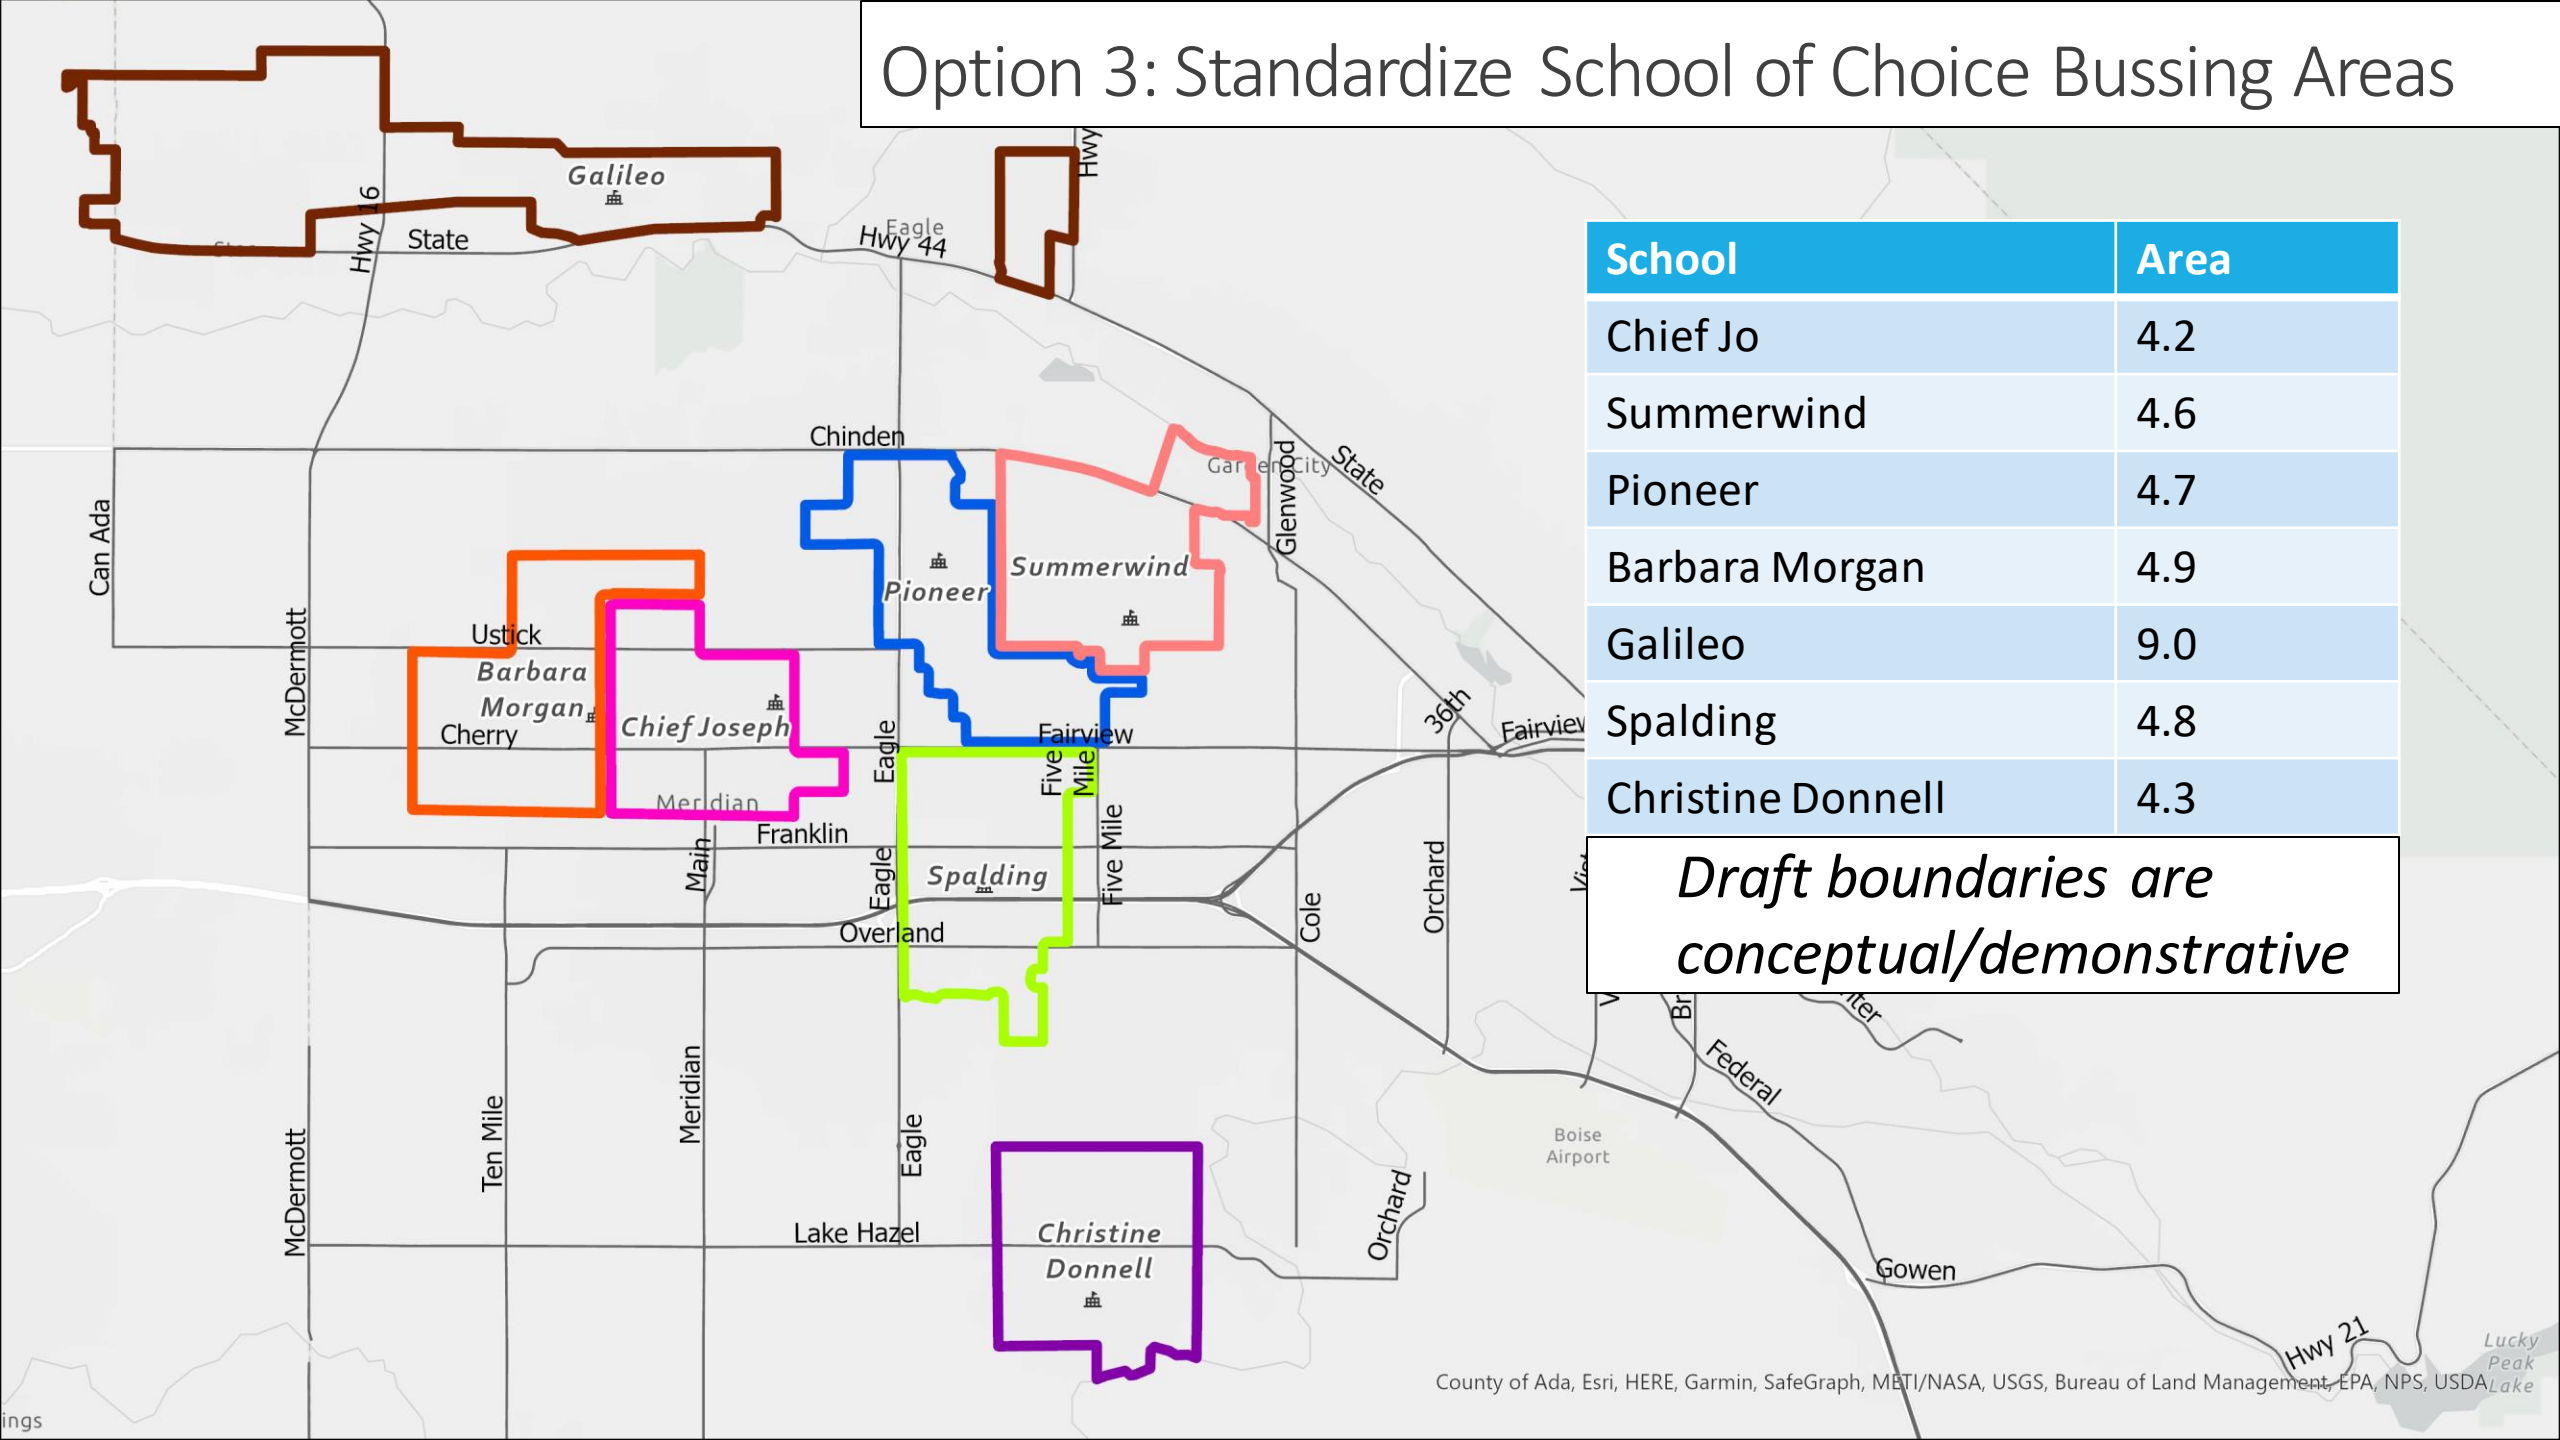 Option 3: Standardize School of Choice Bussing Areas
Hwy
Galileo
Hwy 16
State
Eagle
Hwy 44
School Area
Chief Jo 4.2
Summerwind 4.6
Pioneer 4.7
Barbara Morgan 4.9
Galileo 9.0
Spalding 4.8
Christine Donnell 4.3
Draft boundaries are
conceptual/demonstrative
Chinden
Garden City
Glenwood
State
Can Ada
McDermott
Summerwind
Pioneer
Ustick
Barbara
Morgan
Cherry
Chief Joseph
Eagle
Fairview
Five
Mile
36th
Fairview
Meridian
Franklin
Main
Eagle
Spalding
Five Mile
Cole
Orchard
Overland
Federal
Boise
Airport
McDermott
Ten Mile
Meridian
Eagle
Lake Hazel
Christine
Donnell
Orchard
Gowen
Hwy 21
Lucky
Peak
Lake
County of Ada, Esri, HERE, Garmin, SafeGraph, METI/NASA, USGS, Bureau of Land Management, EPA, NPS, USDA
ings